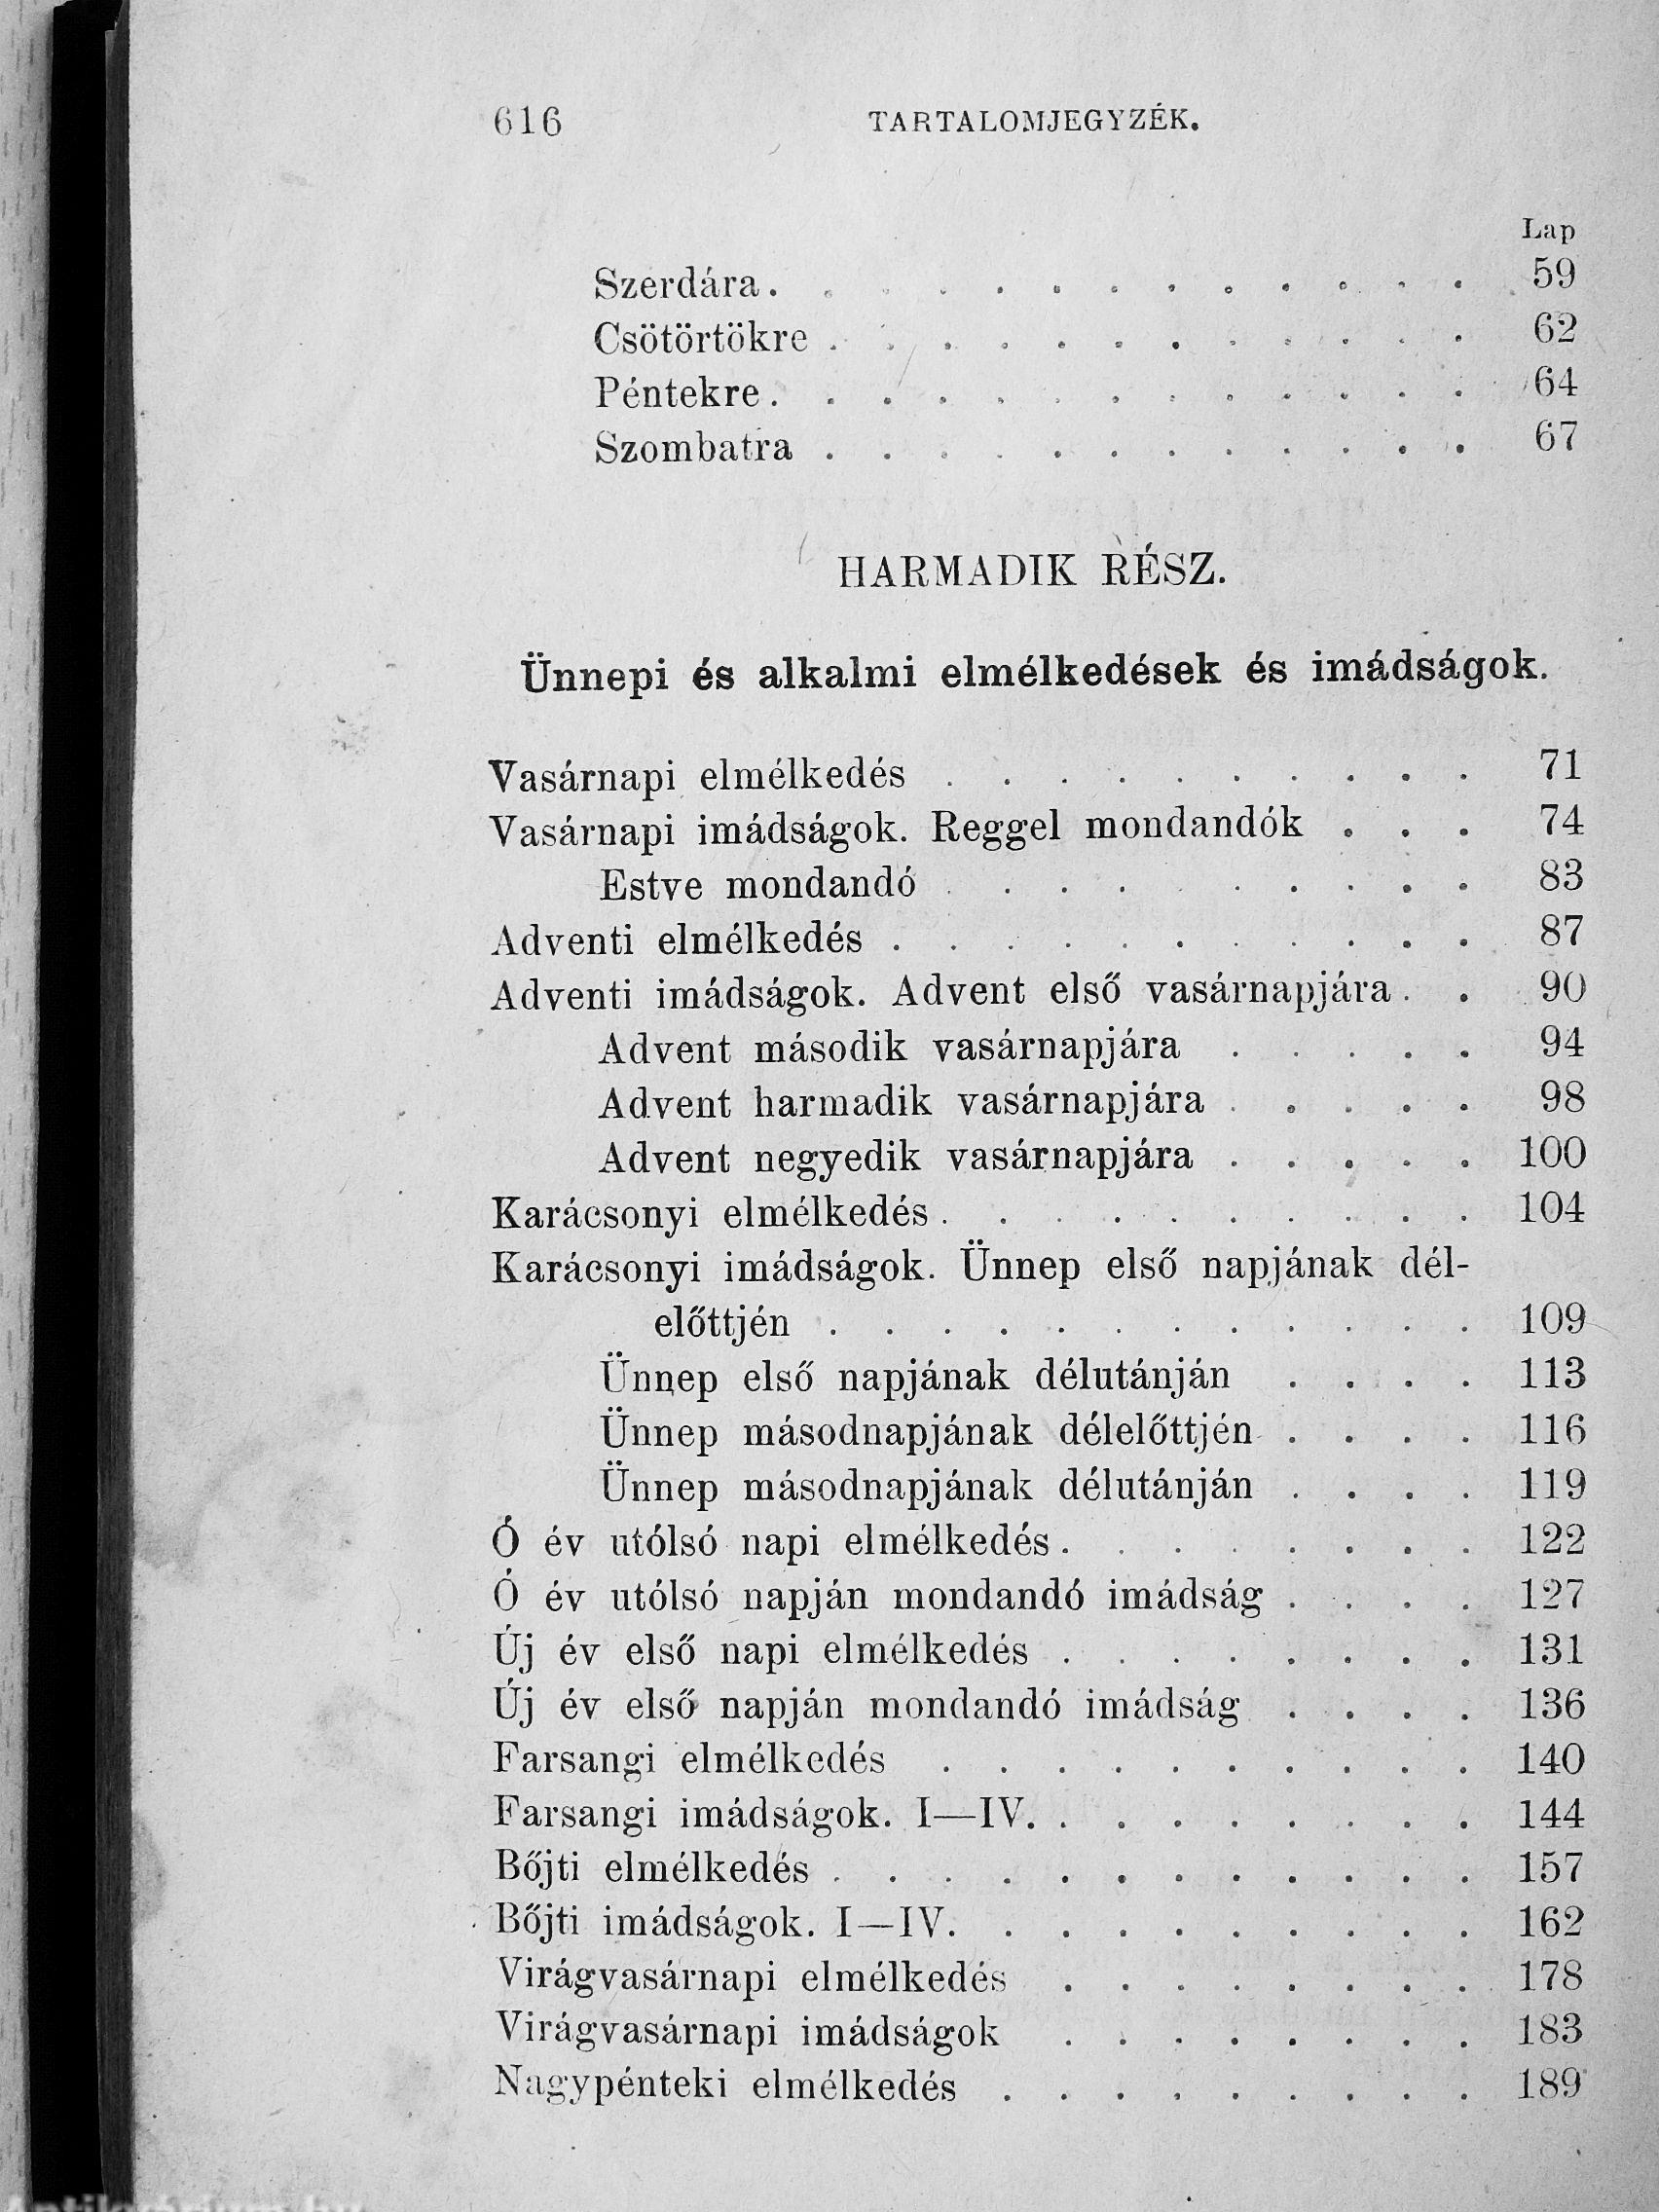 616 TARTALOMJEGYZÉK.
Lap
Szerdára. . . . . . . . . . . . . 59
Csötörtökre . . . . . . . . . . . . 62
Péntekre. . . . . . . . . . . . . 64
Szombatra . . . . . . . . . . . . 67
HARMADIK RÉSZ.
Ünnepi és alkalmi elmélkedések és imádságok.
Vasárnapi elmélkedés . . . . . . . . . . 71
Vasárnapi imádságok. Reggel mondandók . . . 74
Estve mondandó . . . . . . . . . . 83
Adventi elmélkedés . . . . . . . . . . . 87
Adventi imádságok. Advent első vasárnapjára . . 90
Advent második vasárnapjára . . . . . 94
Advent harmadik vasárnapjára . . . . . 98
Advent negyedik vasárnapjára . . . . . 100
Karácsonyi elmélkedés . . . . . . . . . . 104
Karácsonyi imádságok. Ünnep első napjának dél-
előttjén . . . . . . . . . . . . 109
Ünnep első napjának délutánján . . . . 113
Ünnep másodnapjának délelőttjén . . . . 116
Ünnep másodnapjának délutánján . . . . 119
Ó év utólsó napi elmélkedés . . . . . . . . 122
Ó év utólsó napján mondandó imádság . . . . 127
Új év első napi elmélkedés . . . . . . . . 131
Új év első napján mondandó imádság . . . . 136
Farsangi elmélkedés . . . . . . . . . . 140
Farsangi imádságok. I—IV. . . . . . . . . 144
Bőjti elmélkedés . . . . . . . . . . . . 157
Bőjti imádságok. I—IV. . . . . . . . . . 162
Virágvasárnapi elmélkedés . . . . . . . . 178
Virágvasárnapi imádságok . . . . . . . . 183
Nagypénteki elmélkedés . . . . . . . . . 189